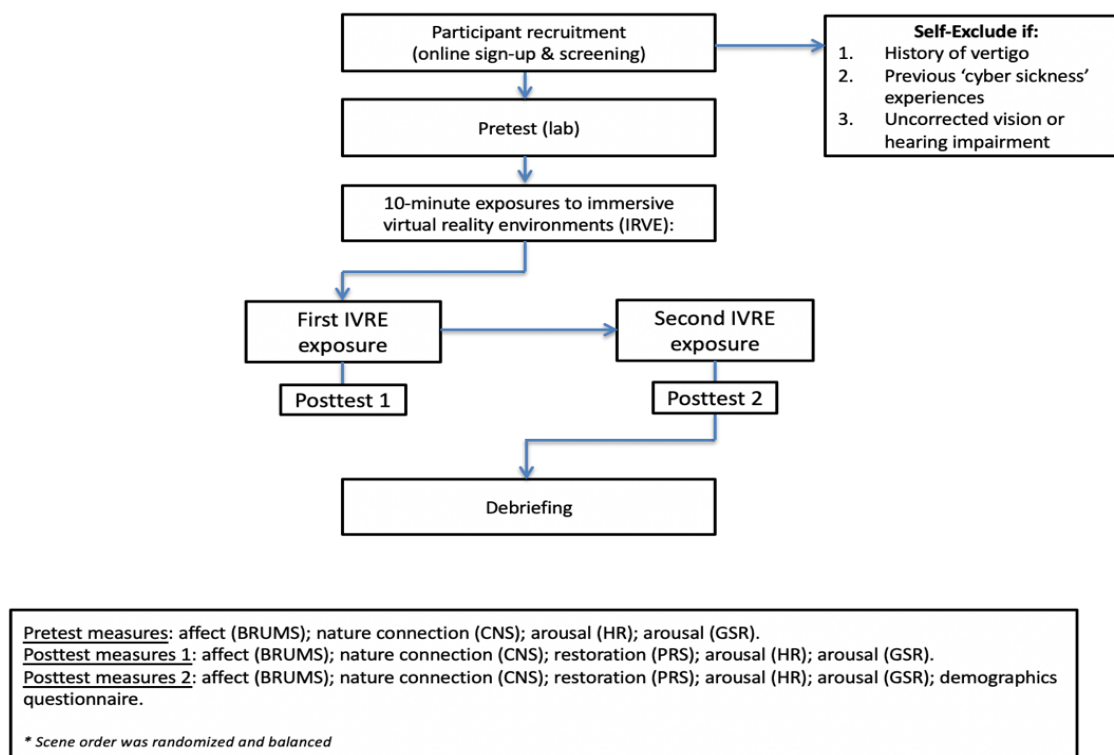 Participant recruitment
(online sign-up & screening)
Self-Exclude if:
1. History of vertigo
2. Previous ‘cyber sickness’
experiences
3. Uncorrected vision or
hearing impairment
Pretest (lab)
10-minute exposures to immersive
virtual reality environments (IRVE):
First IVRE
exposure
Second IVRE
exposure
Posttest 1
Posttest 2
Debriefing
Pretest measures: affect (BRUMS); nature connection (CNS); arousal (HR); arousal (GSR).
Posttest measures 1: affect (BRUMS); nature connection (CNS); restoration (PRS); arousal (HR); arousal (GSR).
Posttest measures 2: affect (BRUMS); nature connection (CNS); restoration (PRS); arousal (HR); arousal (GSR); demographics
questionnaire.
* Scene order was randomized and balanced